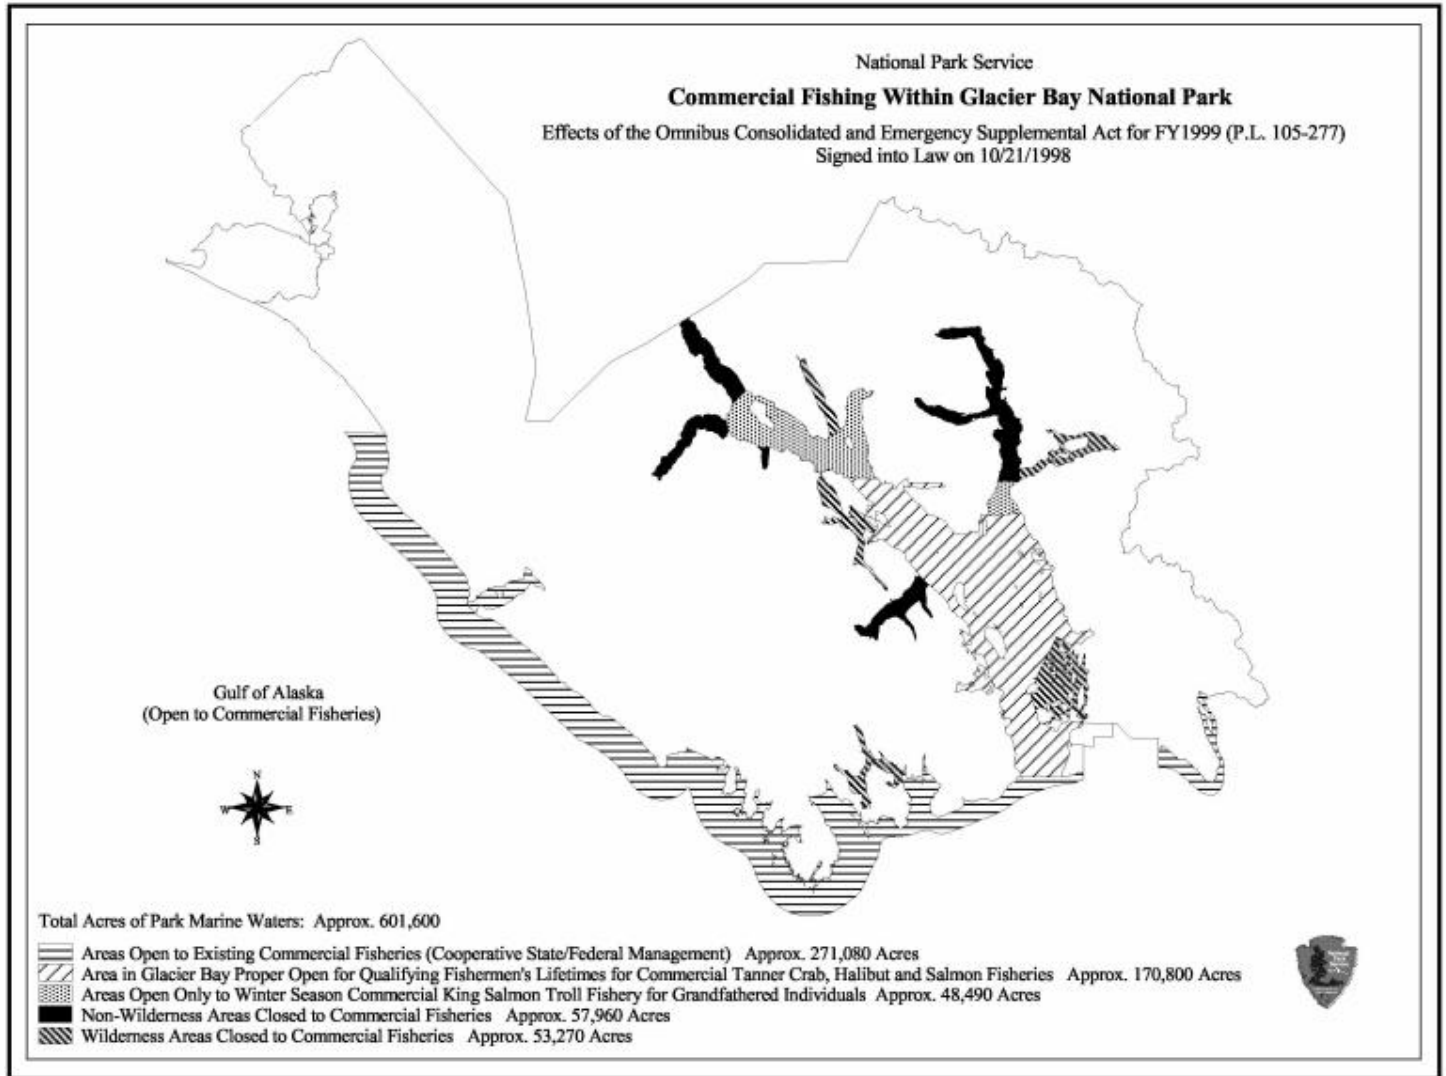 National Park Service
Commercial Fishing Within Glacier Bay National Park
Effects of the Omnibus Consolidated and Emergency Supplemental Act for FY1999 (P.L. 105-277)
Signed into Law on 10/21/1998
Gulf of Alaska
(Open to Commercial Fisheries)
N
W E
S
Total Acres of Park Marine Waters: Approx. 601,600
Areas Open to Existing Commercial Fisheries (Cooperative State/Federal Management) Approx. 271,080 Acres
Area in Glacier Bay Proper Open for Qualifying Fishermen's Lifetimes for Commercial Tanner Crab, Halibut and Salmon Fisheries Approx. 170,800 Acres
Areas Open Only to Winter Season Commercial King Salmon Troll Fishery for Grandfathered Individuals Approx. 48,490 Acres
Non-Wilderness Areas Closed to Commercial Fisheries Approx. 57,960 Acres
Wilderness Areas Closed to Commercial Fisheries Approx. 53,270 Acres